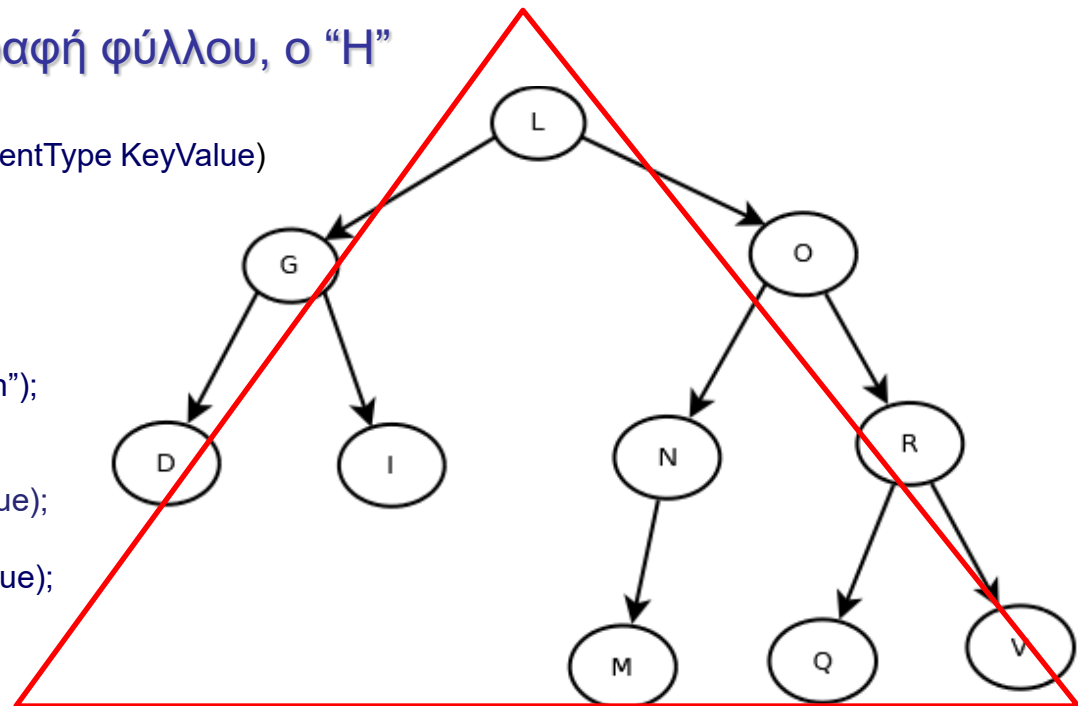 αφή φύλλου, ο “Η”
entType KeyValue)
");
ue);
ue);
L
G
O
D
I
N
R
M
Q
V